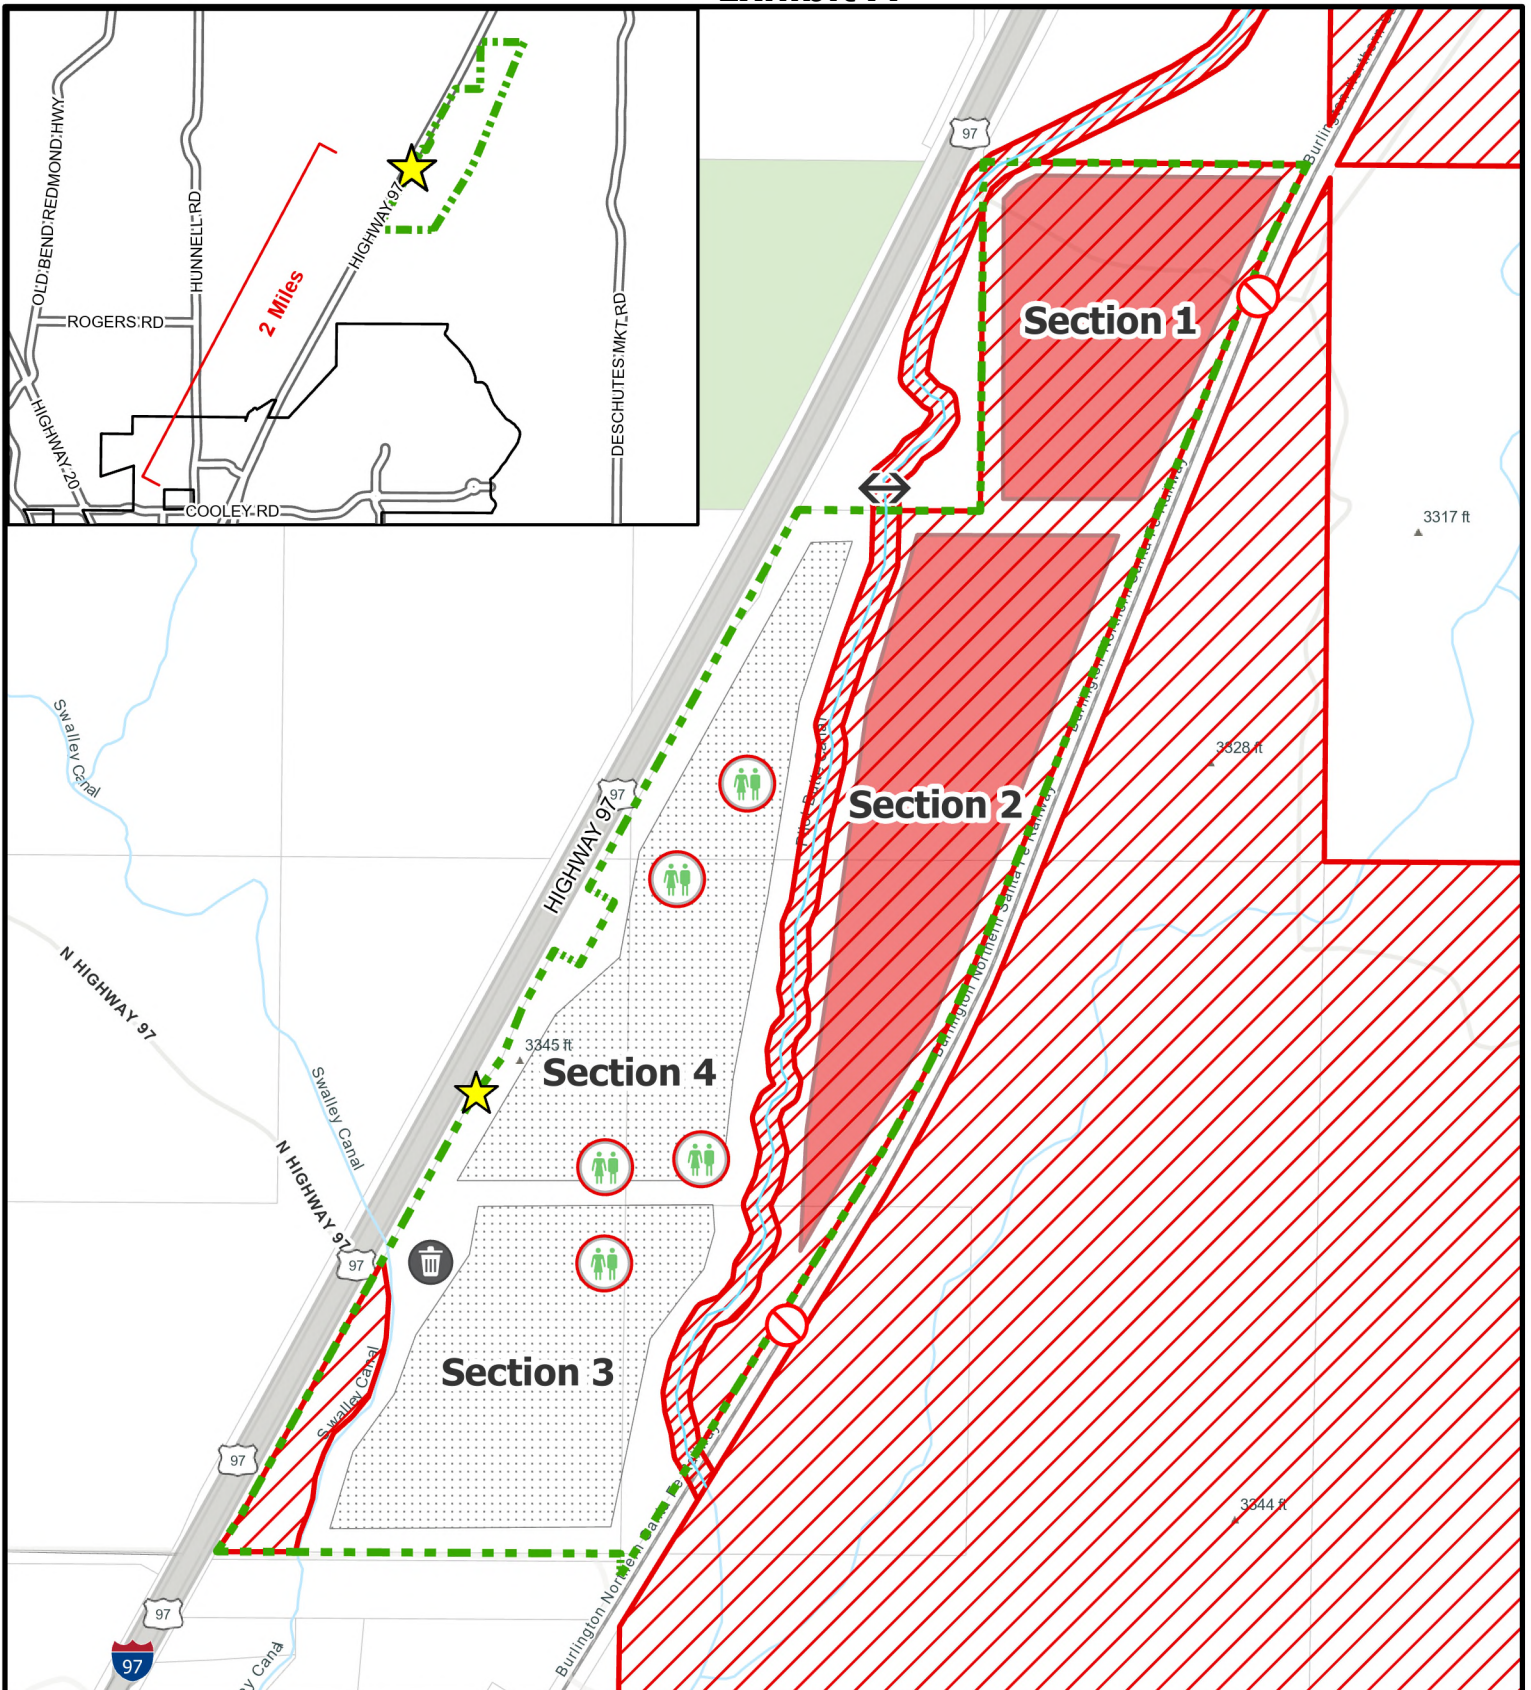 OLD BEND REDMOND HWY
HUNNELL RD
HIGHWAY 97
2 Miles
ROGERS RD
DESCHUTES MKT RD
HIGHWAY 20
COOLEY RD
97
Burlington Northern
Section 1
3317 ft
Burlington Northern Santa Fe Railway
3328 ft
Swalley Canal
97
HIGHWAY 97
Pilot Butte Canal
Section 2
Burlington Northern Santa Fe Railway
N HIGHWAY 97
3345 ft
Section 4
Swalley Canal
N HIGHWAY 97
97
Section 3
Swalley Canal
97
3344 ft
97
Burlington Northern Santa Fe Railway
97